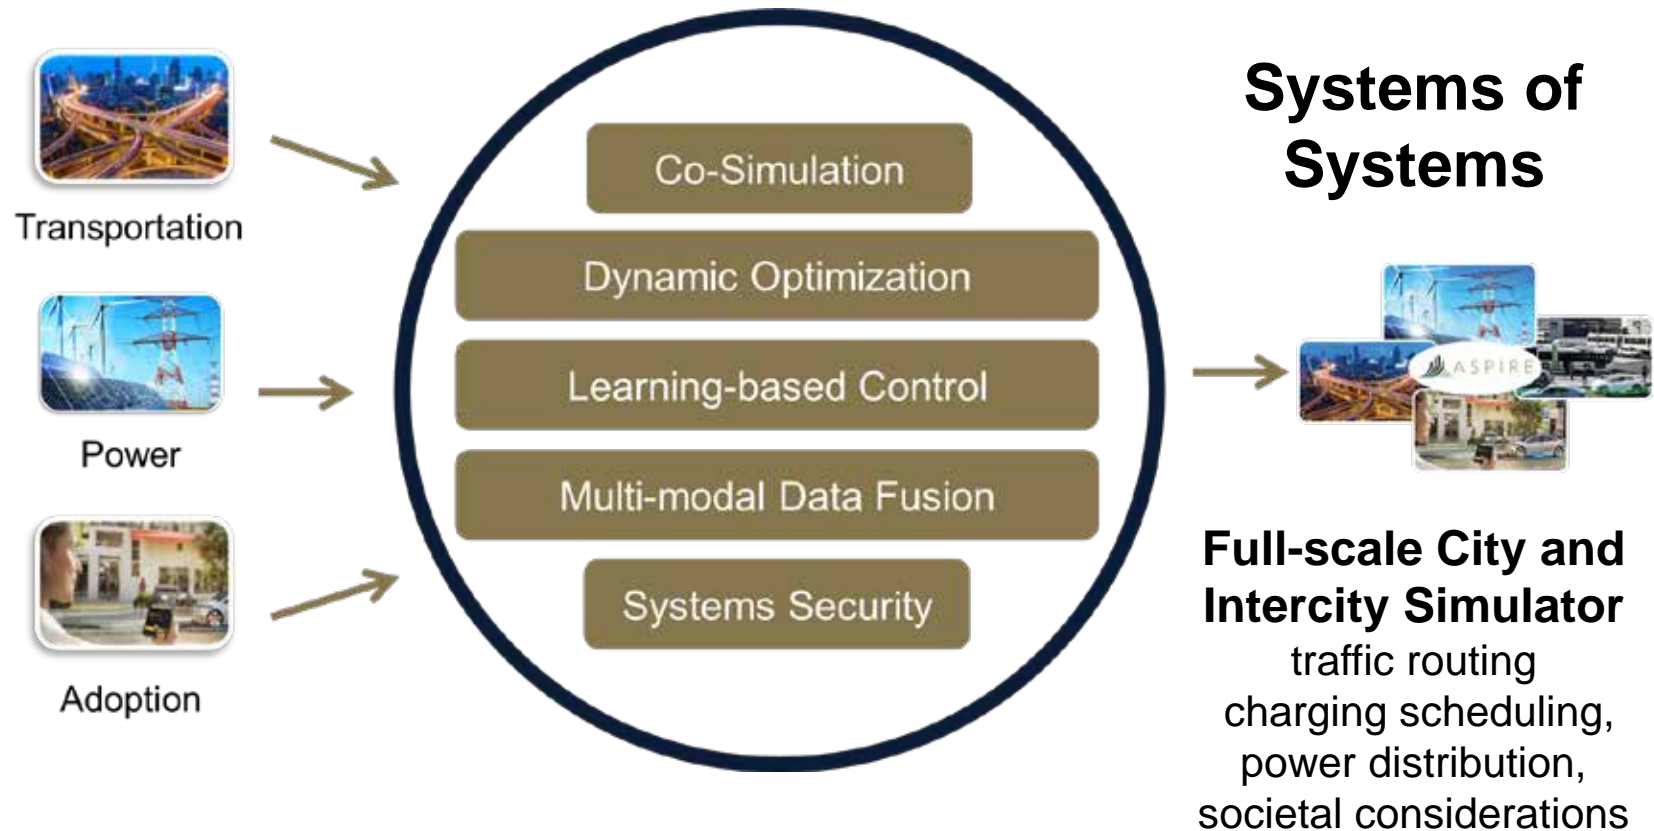 Transportation
Power
Adoption
Co-Simulation
Dynamic Optimization
Learning-based Control
Multi-modal Data Fusion
Systems Security
Systems of
Systems
ASPIRE
Full-scale City and
Intercity Simulator
traffic routing
charging scheduling,
power distribution,
societal considerations